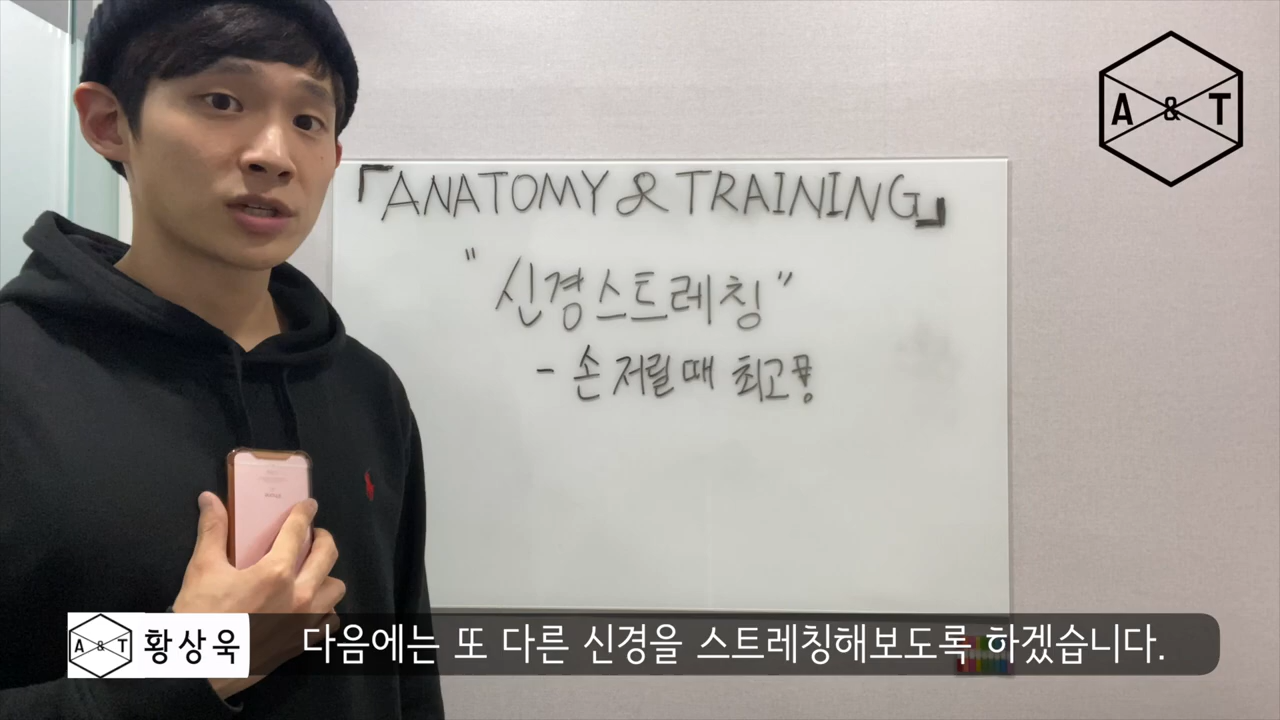 A & T
「ANATOMY & TRAINING」
"신경스트레칭"
- 손 저릴 때 최고!
A & T 황상욱
다음에는 또 다른 신경을 스트레칭해보도록 하겠습니다.